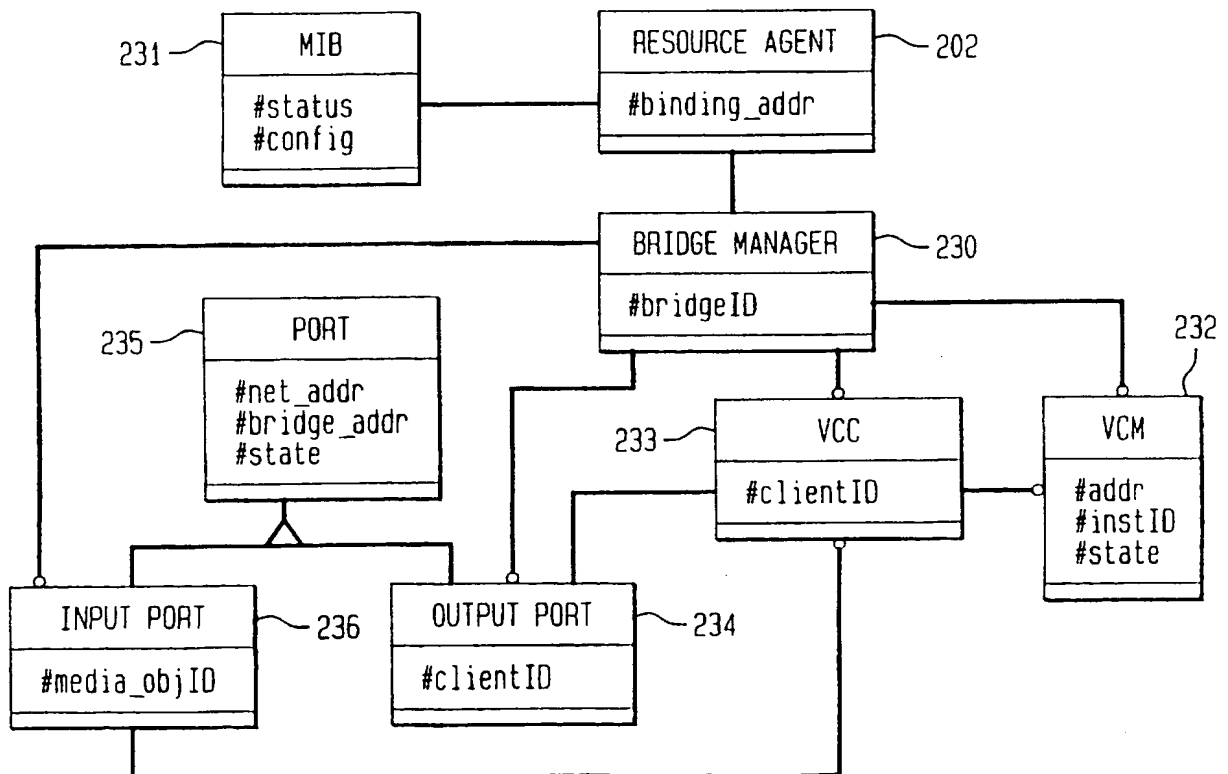 MIB
#status
#config
231
RESOURCE AGENT
#binding_addr
202
BRIDGE MANAGER
#bridgeID
230
PORT
#net_addr
#bridge_addr
#state
235
VCC
#clientID
233
VCM
#addr
#instID
#state
232
INPUT PORT
#media_objID
236
OUTPUT PORT
#clientID
234